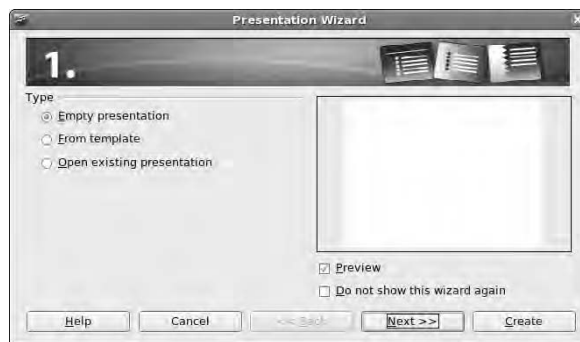 Presentation Wizard
1.
Type
Empty presentation
From template
Open existing presentation
Preview
Do not show this wizard again
Help Cancel << Back Next >> Create